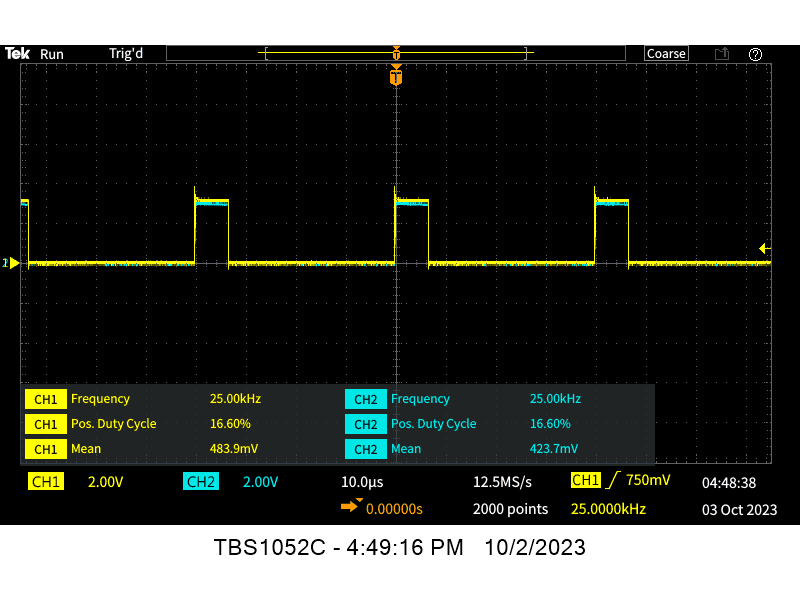 Tek Run Trig'd Coarse ?
T
T
2
CH1 Frequency 25.00kHz CH2 Frequency 25.00kHz
CH1 Pos. Duty Cycle 16.60% CH2 Pos. Duty Cycle 16.60%
CH1 Mean 483.9mV CH2 Mean 423.7mV
CH1 2.00V CH2 2.00V 10.0µs 12.5MS/s CH1 750mV 04:48:38
0.00000s 2000 points 25.0000kHz 03 Oct 2023
TBS1052C - 4:49:16 PM 10/2/2023